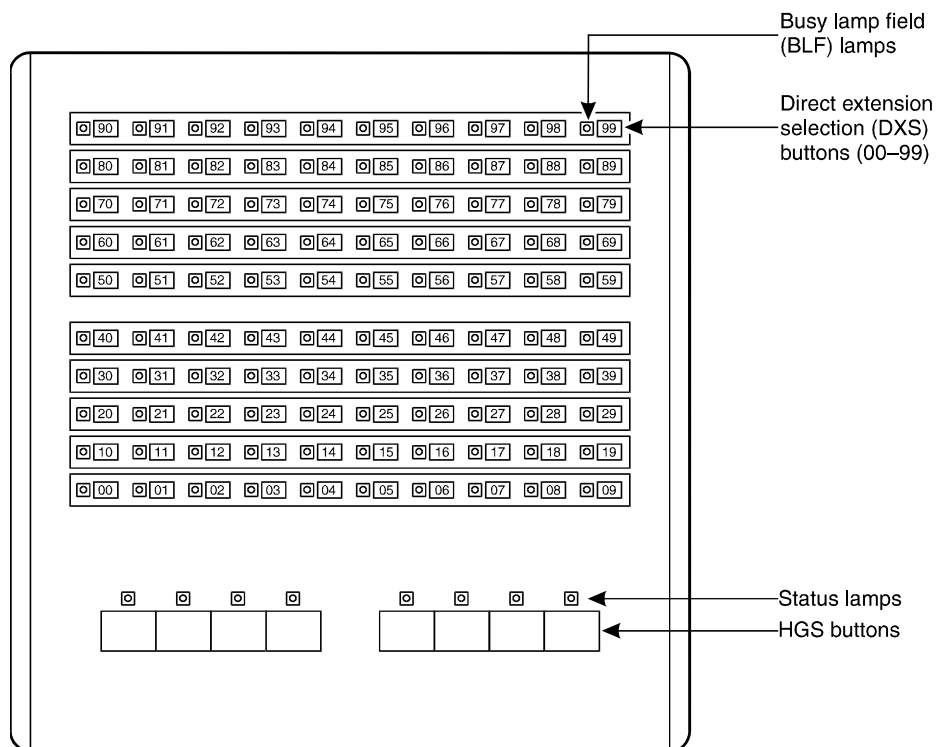 Busy lamp field
(BLF) lamps
Direct extension
selection (DXS)
buttons (00–99)
90 91 92 93 94 95 96 97 98 99
80 81 82 83 84 85 86 87 88 89
70 71 72 73 74 75 76 77 78 79
60 61 62 63 64 65 66 67 68 69
50 51 52 53 54 55 56 57 58 59
40 41 42 43 44 45 46 47 48 49
30 31 32 33 34 35 36 37 38 39
20 21 22 23 24 25 26 27 28 29
10 11 12 13 14 15 16 17 18 19
00 01 02 03 04 05 06 07 08 09
Status lamps
HGS buttons